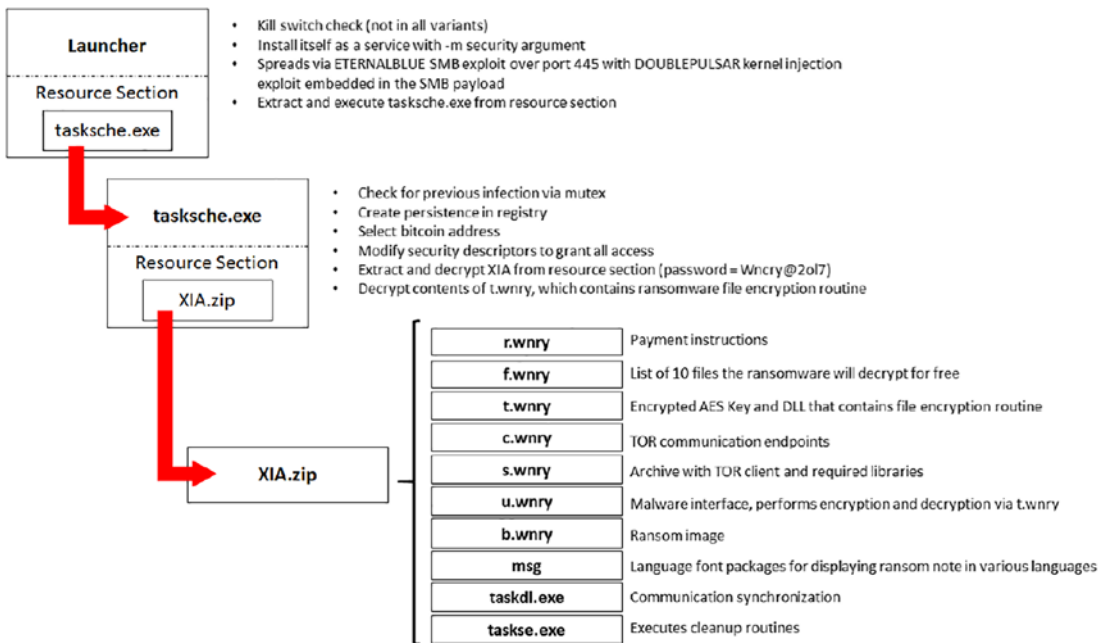 Launcher
Resource Section
tasksche.exe
• Kill switch check (not in all variants)
• Install itself as a service with -m security argument
• Spreads via ETERNALBLUE SMB exploit over port 445 with DOUBLEPULSAR kernel injection
exploit embedded in the SMB payload
• Extract and execute tasksche.exe from resource section
tasksche.exe
Resource Section
XIA.zip
• Check for previous infection via mutex
• Create persistence in registry
• Select bitcoin address
• Modify security descriptors to grant all access
• Extract and decrypt XIA from resource section (password = Wncry@2ol7)
• Decrypt contents of t.wnry, which contains ransomware file encryption routine
XIA.zip
r.wnry Payment instructions
f.wnry List of 10 files the ransomware will decrypt for free
t.wnry Encrypted AES Key and DLL that contains file encryption routine
c.wnry TOR communication endpoints
s.wnry Archive with TOR client and required libraries
u.wnry Malware interface, performs encryption and decryption via t.wnry
b.wnry Ransom image
msg Language font packages for displaying ransom note in various languages
taskdl.exe Communication synchronization
taskse.exe Executes cleanup routines